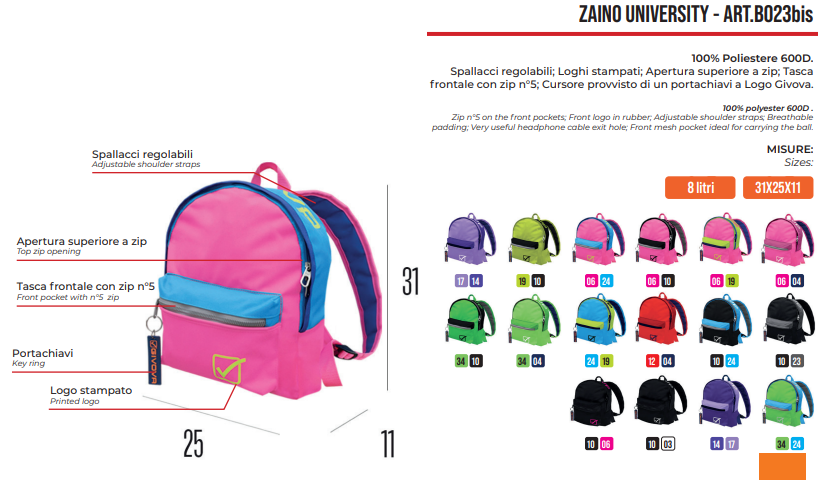 ZAINO UNIVERSITY - ART.B023bis
100% Poliestere 600D.
Spallacci regolabili; Loghi stampati; Apertura superiore a zip; Tasca
frontale con zip n°5; Cursore provvisto di un portachiavi a Logo Givova.
100% polyester 600D .
Zip n°5 on the front pockets; Front logo in rubber; Adjustable shoulder straps; Breathable
padding; Very useful headphone cable exit hole; Front mesh pocket ideal for carrying the ball.
MISURE:
Sizes:
8 litri 31X25X11
Spallacci regolabili
Adjustable shoulder straps
Apertura superiore a zip
Top zip opening
Tasca frontale con zip n°5
Front pocket with n°5 zip
Portachiavi
Key ring
Logo stampato
Printed logo
GIVOVA
31
25
11
17 14 19 10 06 24 06 10 06 19 06 04
34 10 34 04 24 19 12 04 10 24 10 23
10 06 10 03 14 17 34 24